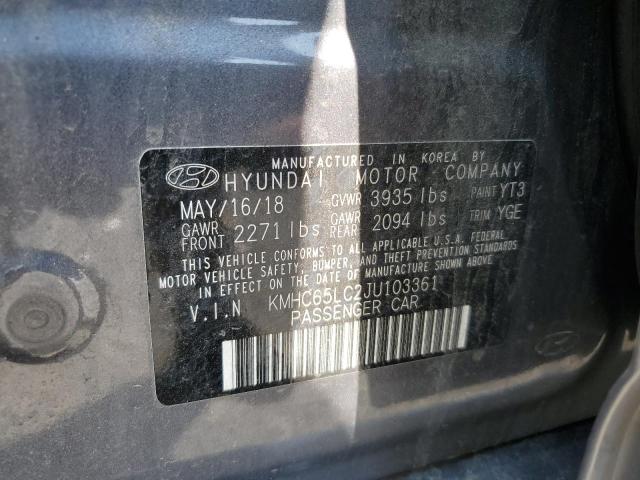 MANUFACTURED IN KOREA BY
HYUNDAI MOTOR COMPANY
MAY/16/18 GVWR 3935 lbs PAINT YT3
GAWR FRONT 2271 lbs GAWR REAR 2094 lbs TRIM YGE
THIS VEHICLE CONFORMS TO ALL APPLICABLE U.S.A. FEDERAL
MOTOR VEHICLE SAFETY, BUMPER, AND THEFT PREVENTION STANDARDS
IN EFFECT ON THE DATE OF MANUFACTURE SHOWN ABOVE.
V.I.N KMHC65LC2JU103361
PASSENGER CAR